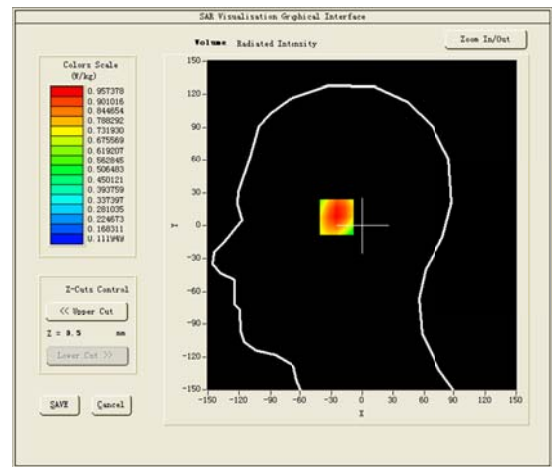 SAR Visualisation Graphical Interface
Volume Radiated Intensity
Zoom In/Out
Colors Scale
(W/kg)
0.957378
0.901016
0.844654
0.788292
0.731930
0.675569
0.619207
0.562845
0.506483
0.450121
0.393759
0.337397
0.281035
0.224673
0.168311
0.111949
150
120
90
60
30
0
-30
-60
-90
-120
-150
Y
-150 -120 -90 -60 -30 0 30 60 90 120 150
X
Z-Cuts Control
<< Upper Cut
Z = 8.5 mm
Lower Cut >>
SAVE Cancel